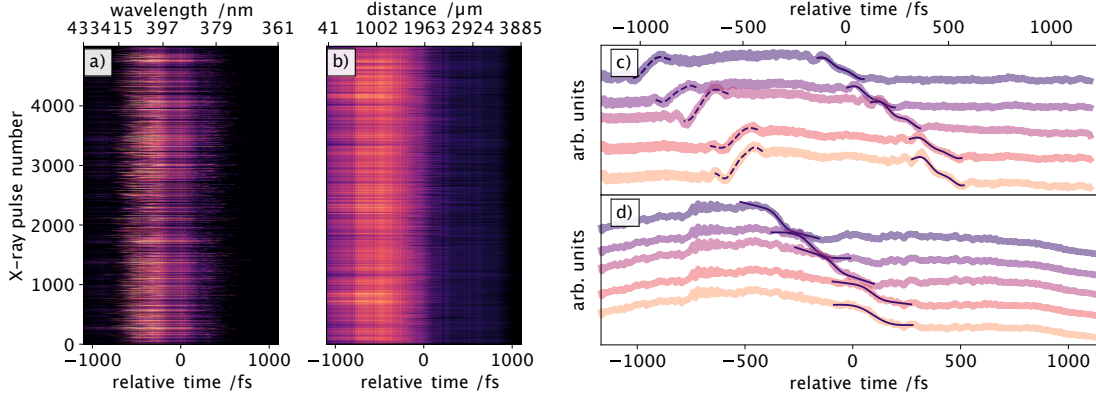 wavelength /nm
433 415 397 379 361
distance /µm
41 1002 1963 2924 3885
relative time /fs
−1000 −500 0 500 1000
a)
b)
c)
d)
X-ray pulse number
4000
3000
2000
1000
0
−1000 0 1000
relative time /fs
−1000 0 1000
relative time /fs
arb. units
arb. units
−1000 −500 0 500 1000
relative time /fs